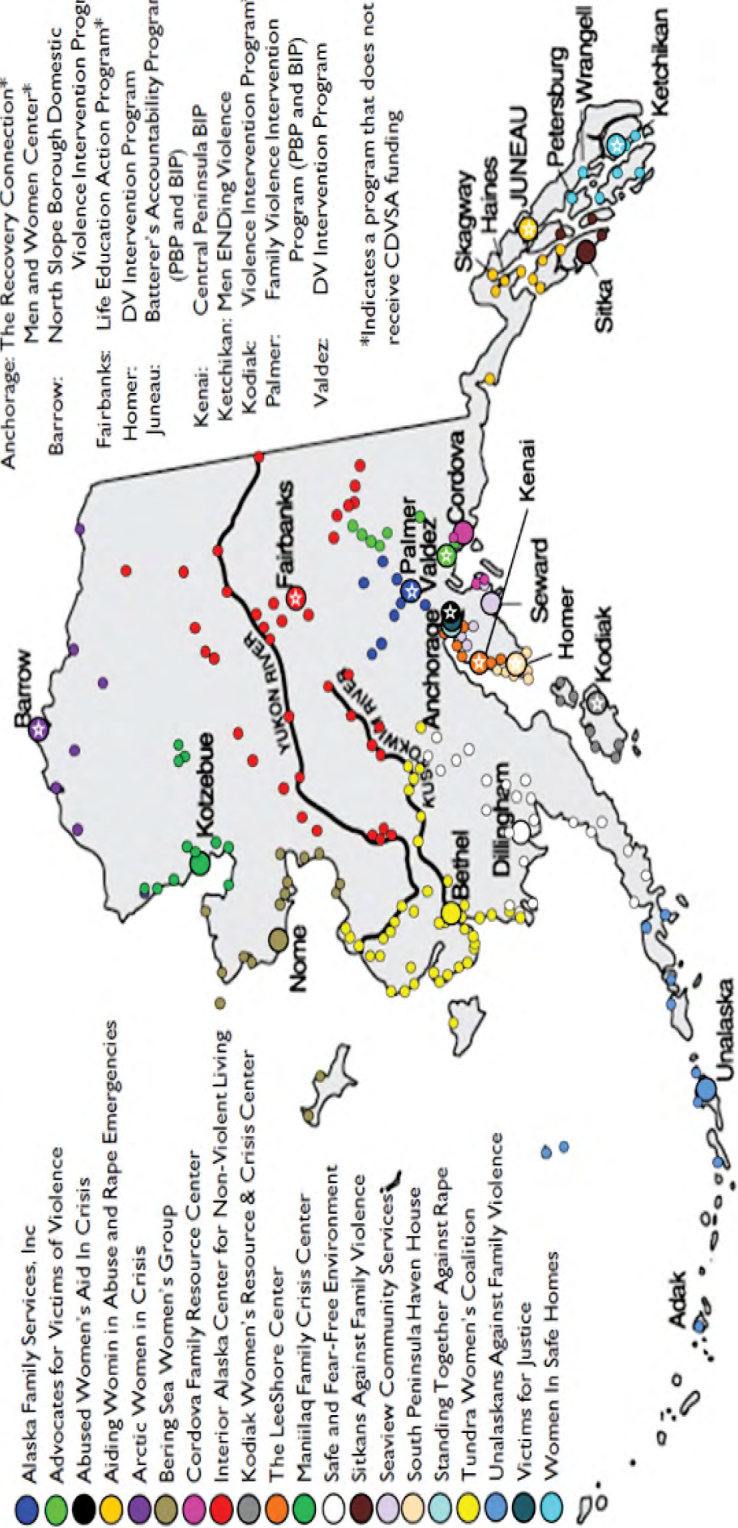 Alaska Family Services, Inc
Advocates for Victims of Violence
Abused Women's Aid In Crisis
Aiding Women in Abuse and Rape Emergencies
Arctic Women in Crisis
Bering Sea Women's Group
Cordova Family Resource Center
Interior Alaska Center for Non-Violent Living
Kodiak Women's Resource & Crisis Center
The LeeShore Center
Maniilaq Family Crisis Center
Safe and Fear-Free Environment
Sitkans Against Family Violence
Seaview Community Services
South Peninsula Haven House
Standing Together Against Rape
Tundra Women's Coalition
Unalaskans Against Family Violence
Victims for Justice
Women In Safe Homes
Barrow
Kotzebue
Nome
YUKON RIVER
Fairbanks
KUSKOKWIM RIVER
Bethel
Dillingham
Anchorage
Palmer
Valdez
Cordova
Kenai
Seward
Homer
Kodiak
Unalaska
Adak
Skagway
Haines
JUNEAU
Petersburg
Wrangell
Ketchikan
Sitka
Anchorage: The Recovery Connection*
Men and Women Center*
Barrow: North Slope Borough Domestic
Violence Intervention Progr
Fairbanks: Life Education Action Program*
Homer: DV Intervention Program
Juneau: Batterer's Accountability Program
(PBP and BIP)
Kenai: Central Peninsula BIP
Ketchikan: Men ENDing Violence
Kodiak: Violence Intervention Program*
Palmer: Family Violence Intervention
Program (PBP and BIP)
Valdez: DV Intervention Program
*Indicates a program that does not
receive CDVSA funding